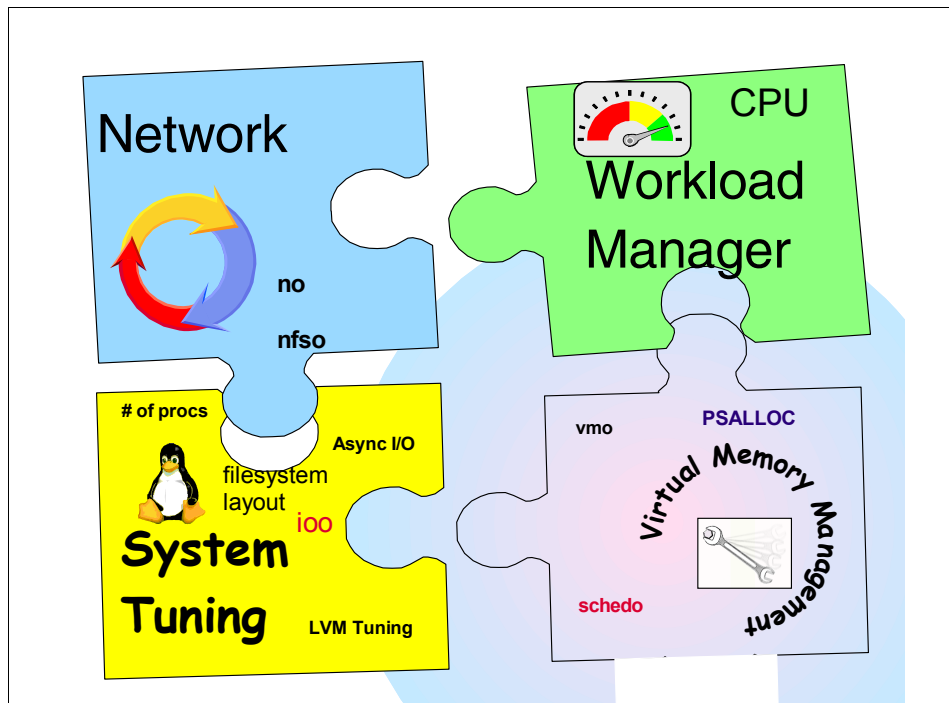 Network
no
nfso
CPU
Workload
Manager
# of procs
Async I/O
filesystem
layout
ioo
System
Tuning
LVM Tuning
vmo
PSALLOC
Virtual Memory Management
schedo